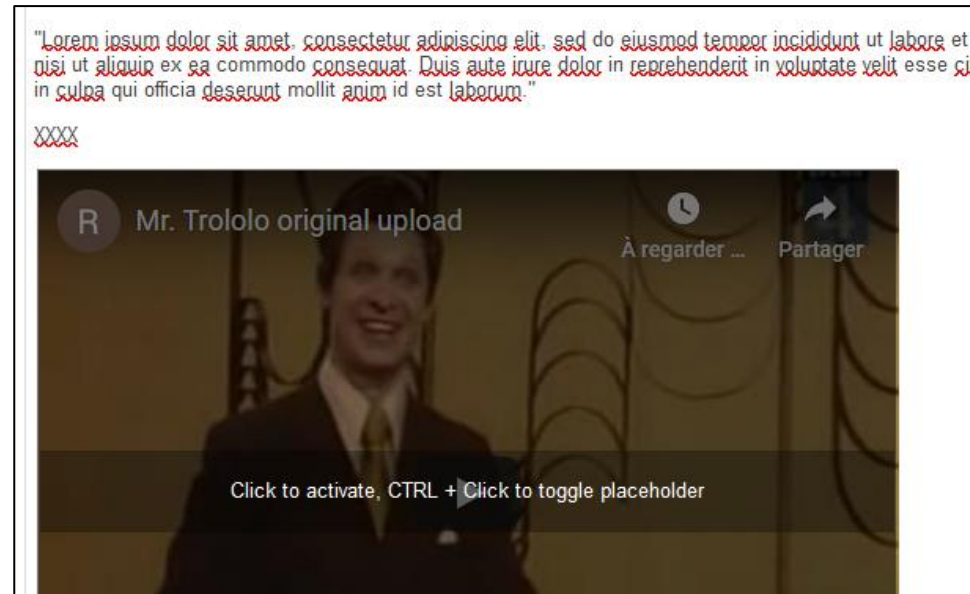 "Lorem ipsum dolor sit amet, consectetur adipiscing elit, sed do eiusmod tempor incididunt ut labore et
nisi ut aliquip ex ea commodo consequat. Duis aute irure dolor in reprehenderit in voluptate velit esse
in culpa qui officia deserunt mollit anim id est laborum."
XXXX
R Mr. Trololo original upload
À regarder ... Partager
Click to activate, CTRL + Click to toggle placeholder